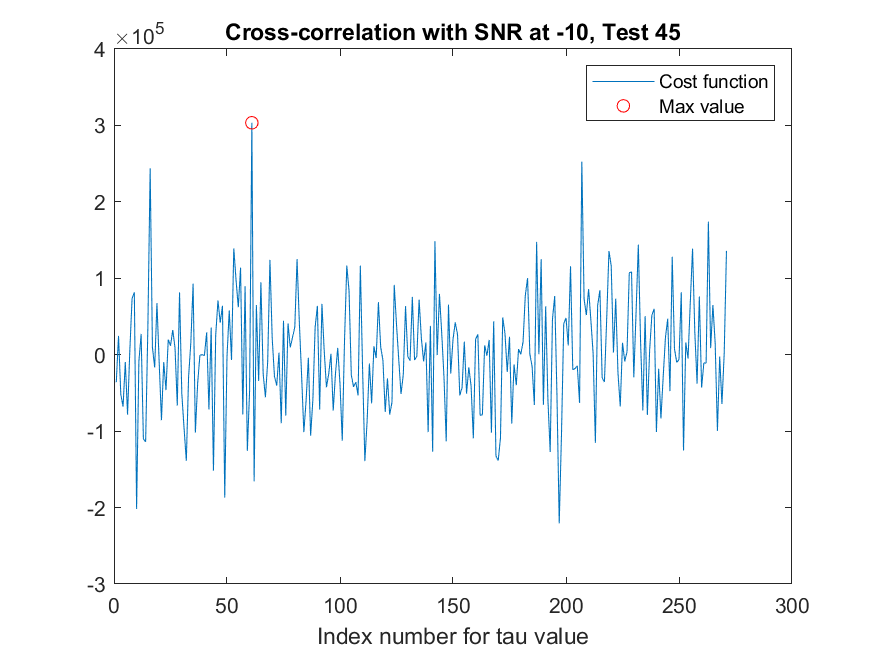 Cross-correlation with SNR at -10, Test 45
×10^5
Cost function
Max value
4
3
2
1
0
-1
-2
-3
0 50 100 150 200 250 300
Index number for tau value